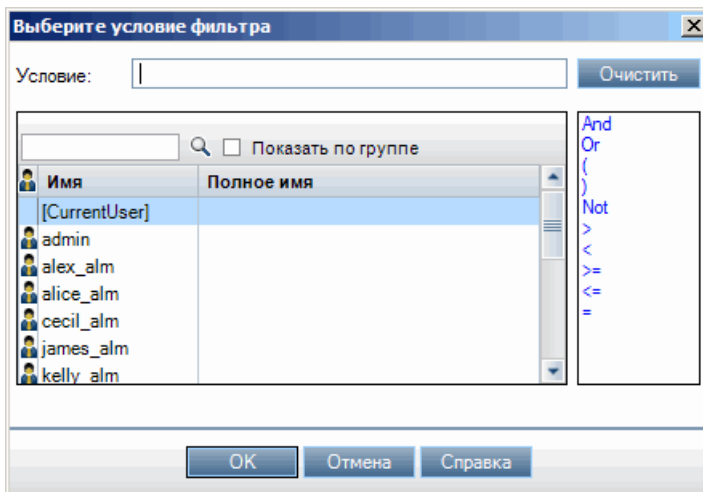 Выберите условие фильтра
Условие:
Очистить
Показать по группе
Имя
Полное имя
[CurrentUser]
admin
alex_alm
alice_alm
cecil_alm
james_alm
kelly_alm
And
Or
(
)
Not
>
<
>=
<=
=
OK
Отмена
Справка